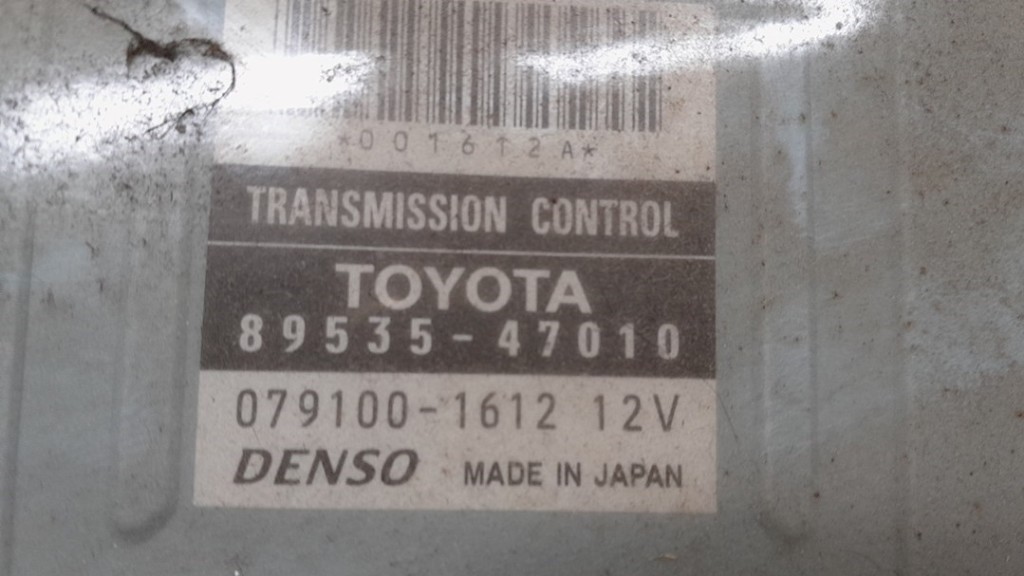 *001612A*
TRANSMISSION CONTROL
TOYOTA
89535-47010
079100-1612 12V
DENSO MADE IN JAPAN